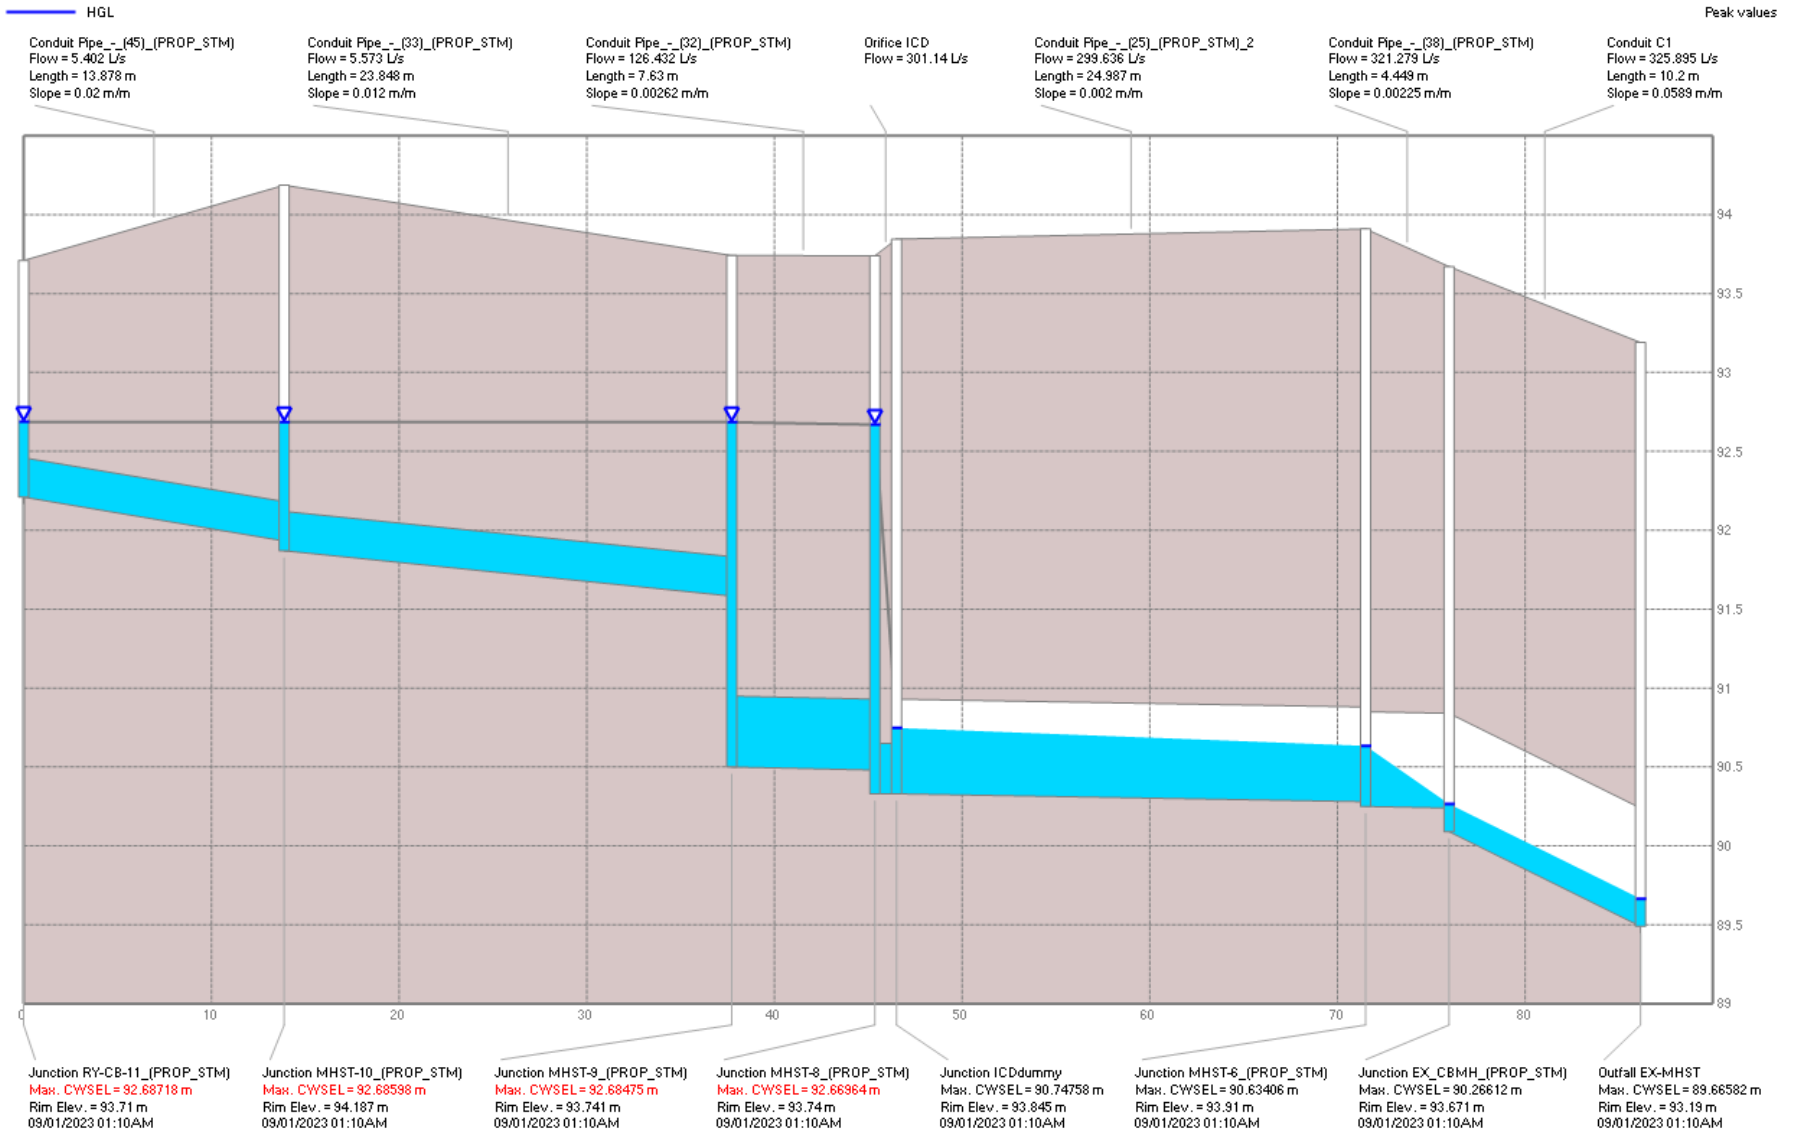 HGL
Peak values
Conduit Pipe_-_(45)_(PROP_STM)
Flow = 5.402 L/s
Length = 13.878 m
Slope = 0.02 m/m
Conduit Pipe_-_(33)_(PROP_STM)
Flow = 5.573 L/s
Length = 23.848 m
Slope = 0.012 m/m
Conduit Pipe_-_(32)_(PROP_STM)
Flow = 126.432 L/s
Length = 7.63 m
Slope = 0.00262 m/m
Orifice ICD
Flow = 301.14 L/s
Conduit Pipe_-_(25)_(PROP_STM)_2
Flow = 299.636 L/s
Length = 24.987 m
Slope = 0.002 m/m
Conduit Pipe_-_(38)_(PROP_STM)
Flow = 321.279 L/s
Length = 4.449 m
Slope = 0.00225 m/m
Conduit C1
Flow = 325.895 L/s
Length = 10.2 m
Slope = 0.0589 m/m
94
93.5
93
92.5
92
91.5
91
90.5
90
89.5
89
0
10
20
30
40
50
60
70
80
Junction RY-CB-11_(PROP_STM)
Max. CWSEL = 92.68718 m
Rim Elev. = 93.71 m
09/01/2023 01:10AM
Junction MHST-10_(PROP_STM)
Max. CWSEL = 92.68598 m
Rim Elev. = 94.187 m
09/01/2023 01:10AM
Junction MHST-9_(PROP_STM)
Max. CWSEL = 92.68475 m
Rim Elev. = 93.741 m
09/01/2023 01:10AM
Junction MHST-8_(PROP_STM)
Max. CWSEL = 92.66964 m
Rim Elev. = 93.74 m
09/01/2023 01:10AM
Junction ICDdummy
Max. CWSEL = 90.74758 m
Rim Elev. = 93.845 m
09/01/2023 01:10AM
Junction MHST-6_(PROP_STM)
Max. CWSEL = 90.63406 m
Rim Elev. = 93.91 m
09/01/2023 01:10AM
Junction EX_CBMH_(PROP_STM)
Max. CWSEL = 90.26612 m
Rim Elev. = 93.671 m
09/01/2023 01:10AM
Outfall EX-MHST
Max. CWSEL = 89.66582 m
Rim Elev. = 93.19 m
09/01/2023 01:10AM